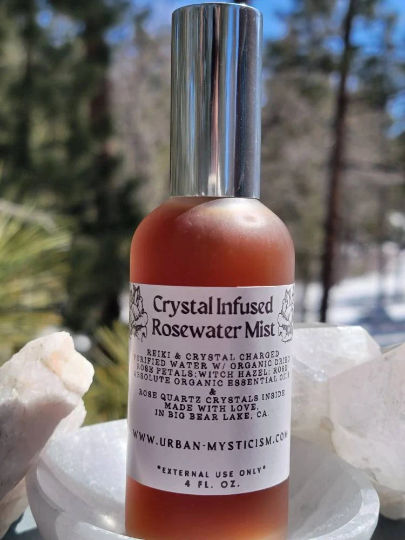 Crystal Infused
Rosewater Mist
REIKI & CRYSTAL CHARGED
PURIFIED WATER W/ ORGANIC DRIED
ROSE PETALS; WITCH HAZEL; ROSE
ABSOLUTE ORGANIC ESSENTIAL OILS
&
ROSE QUARTZ CRYSTALS INSIDE
MADE WITH LOVE,
IN BIG BEAR LAKE, CA.
WWW.URBAN-MYSTICISM.COM
*EXTERNAL USE ONLY*
4 FL. OZ.